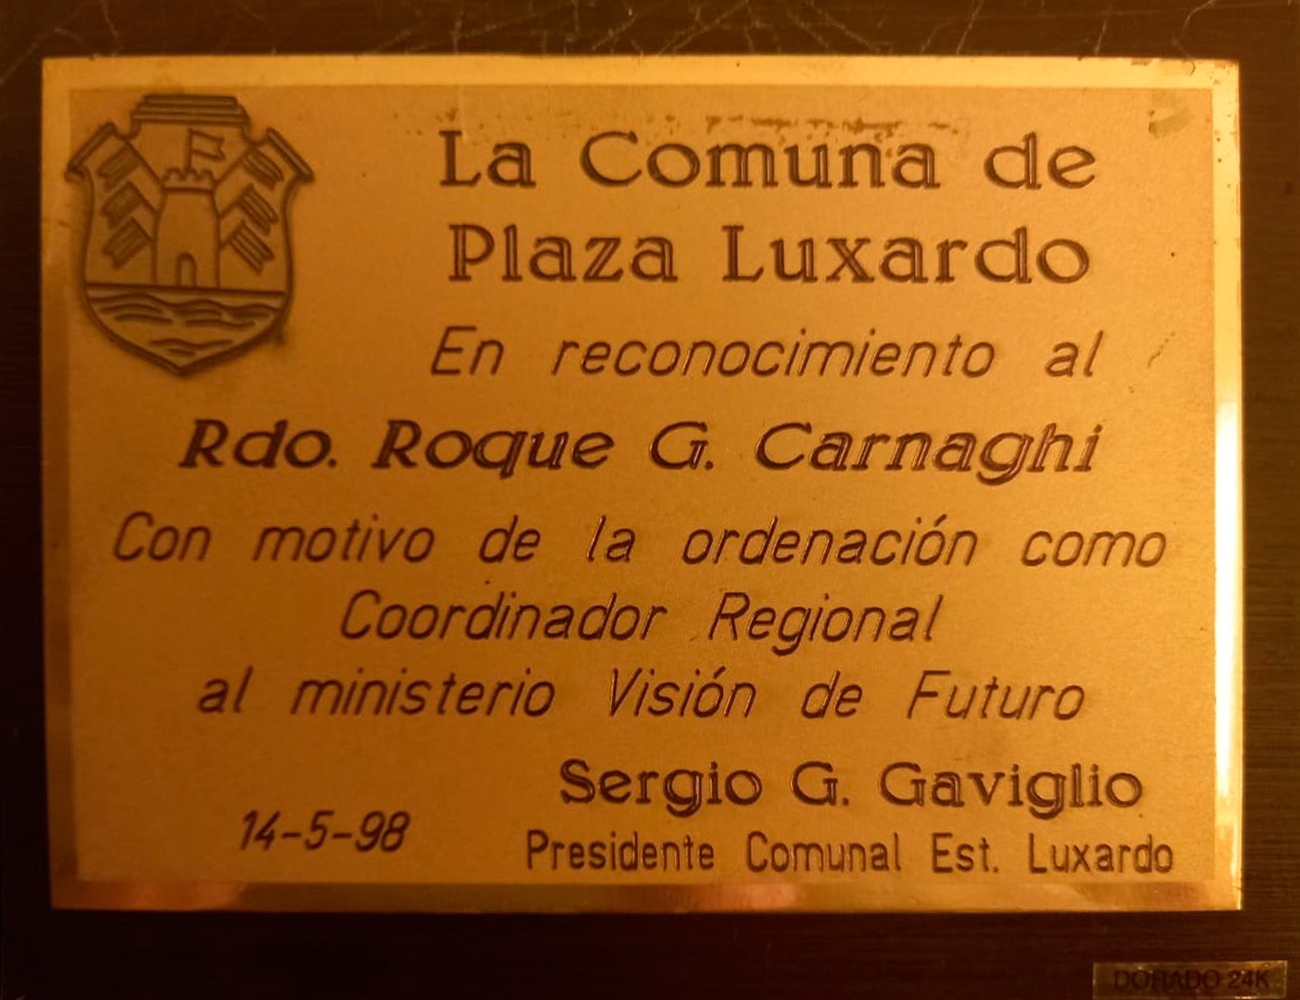 La Comuna de
Plaza Luxardo
En reconocimiento al
Rdo. Roque G. Carnaghi
Con motivo de la ordenación como
Coordinador Regional
al ministerio Visión de Futuro
Sergio G. Gaviglio
14-5-98
Presidente Comunal Est. Luxardo
DORADO 24K